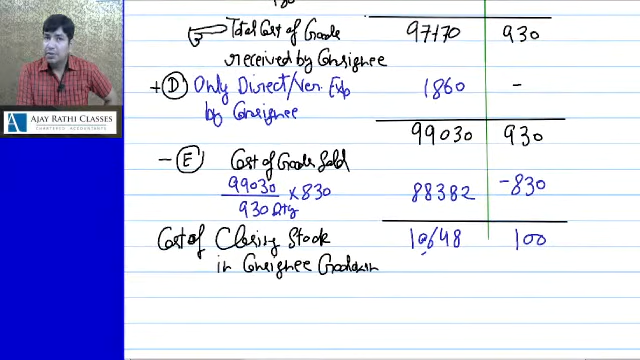 Total Cost of Goods 97170 930
received by Consignee
+ D Only Direct/Var. Exp 1860 -
by Consignee
99030 930
- E Cost of Goods Sold
99030 × 830 88382 -830
930 Qty
Cost of Closing Stock 10648 100
in Consignee Godown
AJAY RATHI CLASSES
CHARTERED ACCOUNTANTS